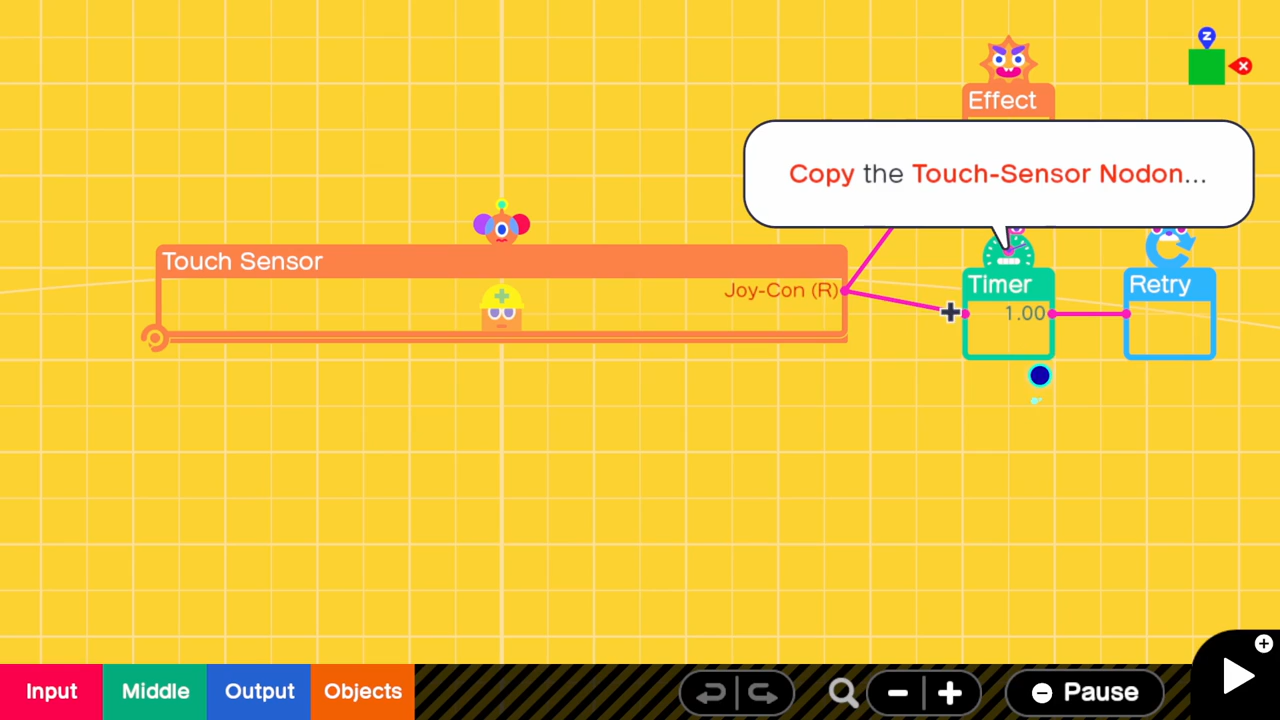 Z
X
Effect
Copy the Touch-Sensor Nodon...
Touch Sensor
Joy-Con (R)
Timer
1.00
Retry
Input
Middle
Output
Objects
Pause